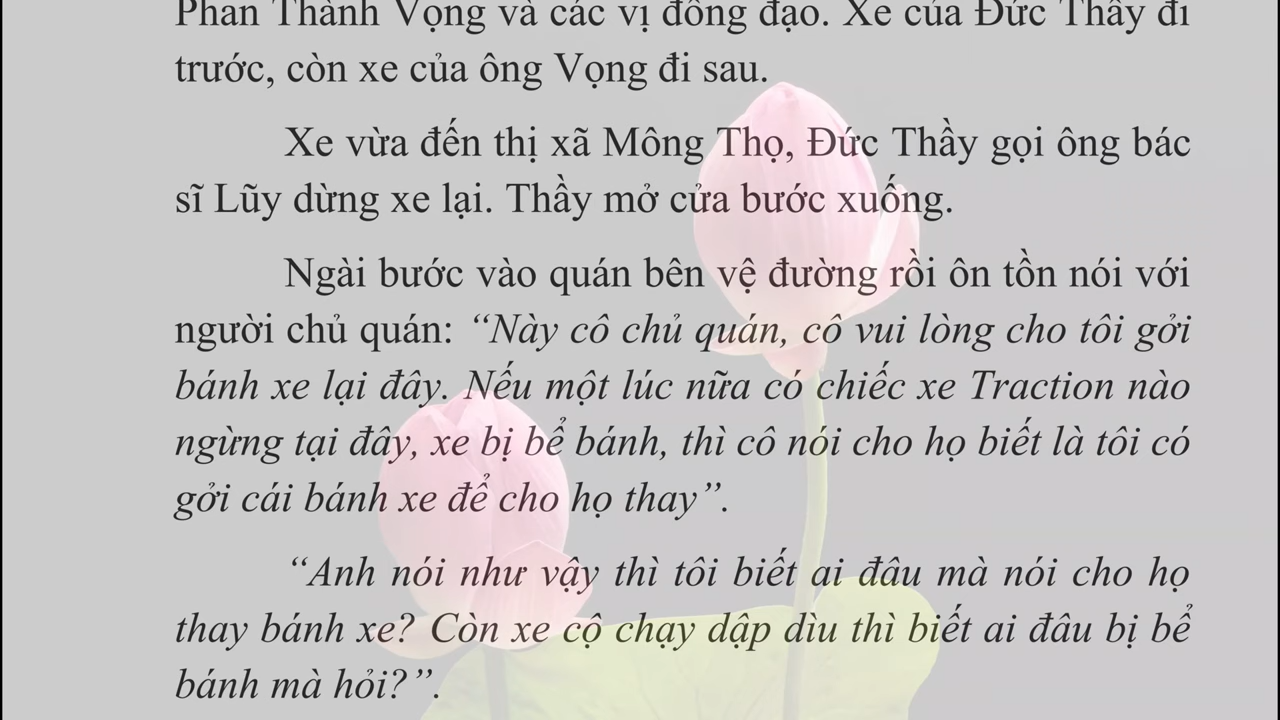 Phan Thành Vọng và các vị đồng đạo. Xe của Đức Thầy đi
trước, còn xe của ông Vọng đi sau.
Xe vừa đến thị xã Mông Thọ, Đức Thầy gọi ông bác
sĩ Lũy dừng xe lại. Thầy mở cửa bước xuống.
Ngài bước vào quán bên vệ đường rồi ôn tồn nói với
người chủ quán: “Này cô chủ quán, cô vui lòng cho tôi gởi
bánh xe lại đây. Nếu một lúc nữa có chiếc xe Traction nào
ngừng tại đây, xe bị bể bánh, thì cô nói cho họ biết là tôi có
gởi cái bánh xe để cho họ thay”.
“Anh nói như vậy thì tôi biết ai đâu mà nói cho họ
thay bánh xe? Còn xe cộ chạy dập dìu thì biết ai đâu bị bể
bánh mà hỏi?”.